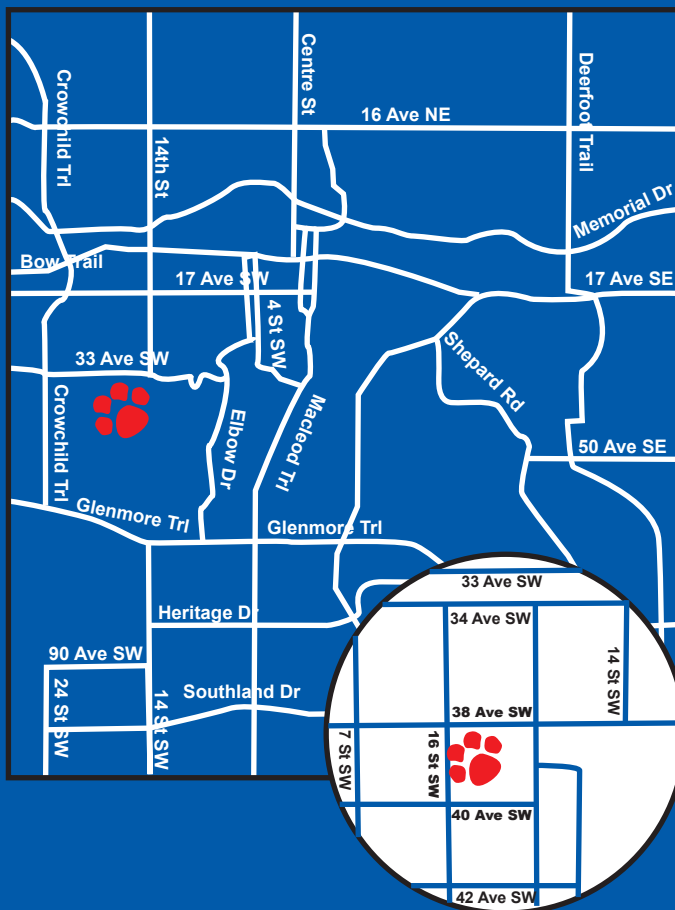 Crowchild Trl
14th St
Centre St
16 Ave NE
Deerfoot Trail
Memorial Dr
Bow Trail
17 Ave SW
17 Ave SE
4 St SW
33 Ave SW
Shepard Rd
Crowchild Trl
Elbow Dr
Macleod Trl
50 Ave SE
Glenmore Trl
Glenmore Trl
Heritage Dr
90 Ave SW
24 St SW
14 St SW
Southland Dr
33 Ave SW
34 Ave SW
14 St SW
38 Ave SW
7 St SW
16 St SW
40 Ave SW
42 Ave SW